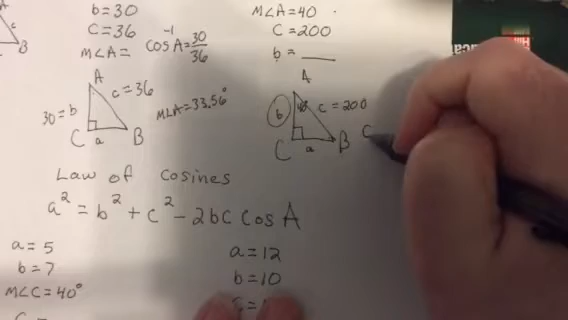 b = 30
c = 36
m∠A = cos⁻¹A = 30/36
m∠A = 40
c = 200
b = ___
A
c = 36
30 = b
C
a
B
m∠A = 33.56°
A
b
c = 200
C
a
B
C
Law of Cosines
a² = b² + c² - 2bc Cos A
a = 5
b = 7
m∠C = 40°
a = 12
b = 10
B